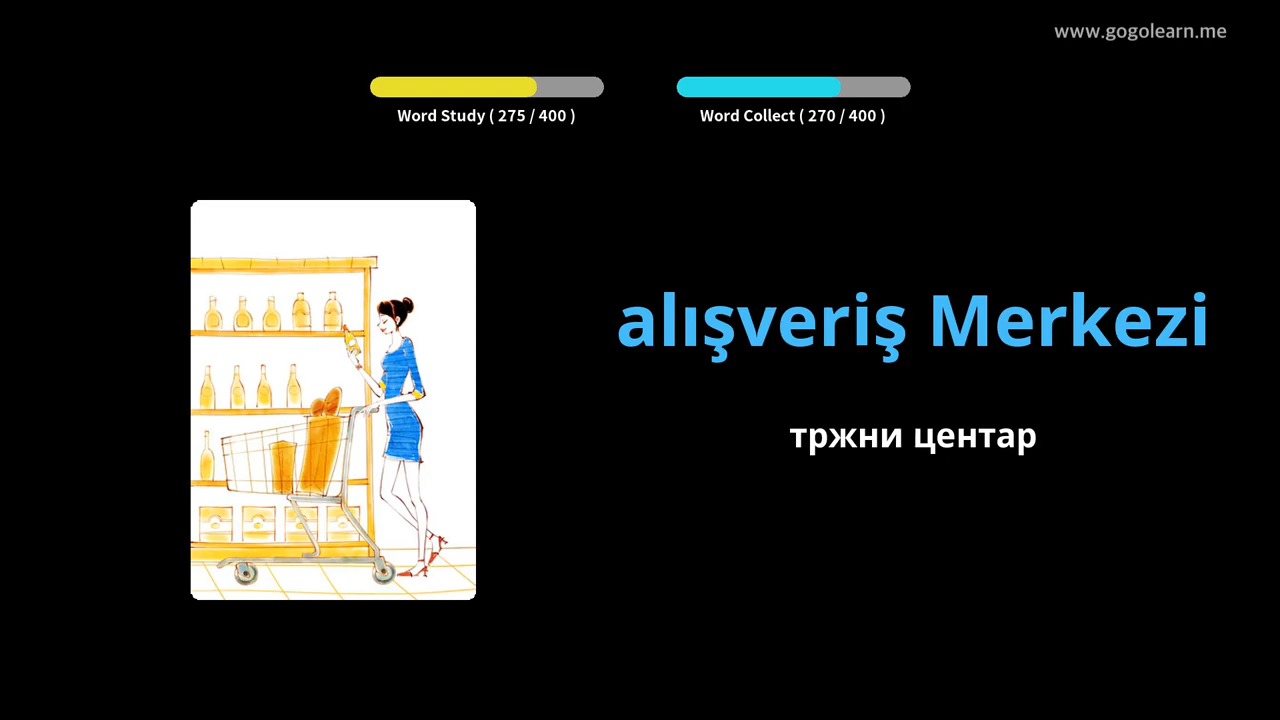 www.gogolearn.me
Word Study ( 275 / 400 )
Word Collect ( 270 / 400 )
alışveriş Merkezi
тржни центар